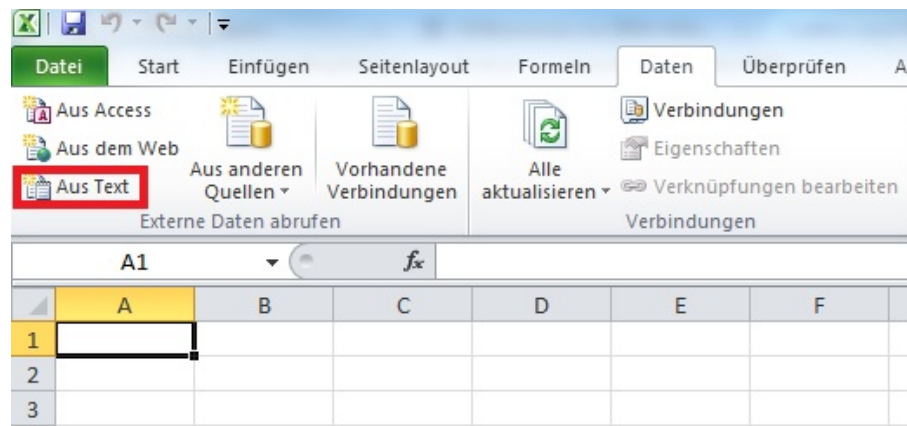 Datei Start Einfügen Seitenlayout Formeln Daten Überprüfen A
Aus Access
Aus dem Web
Aus Text
Aus anderen
Quellen
Vorhandene
Verbindungen
Alle
aktualisieren
Verbindungen
Eigenschaften
Verknüpfungen bearbeiten
Externe Daten abrufen
Verbindungen
A1 fx
A B C D E F
1
2
3